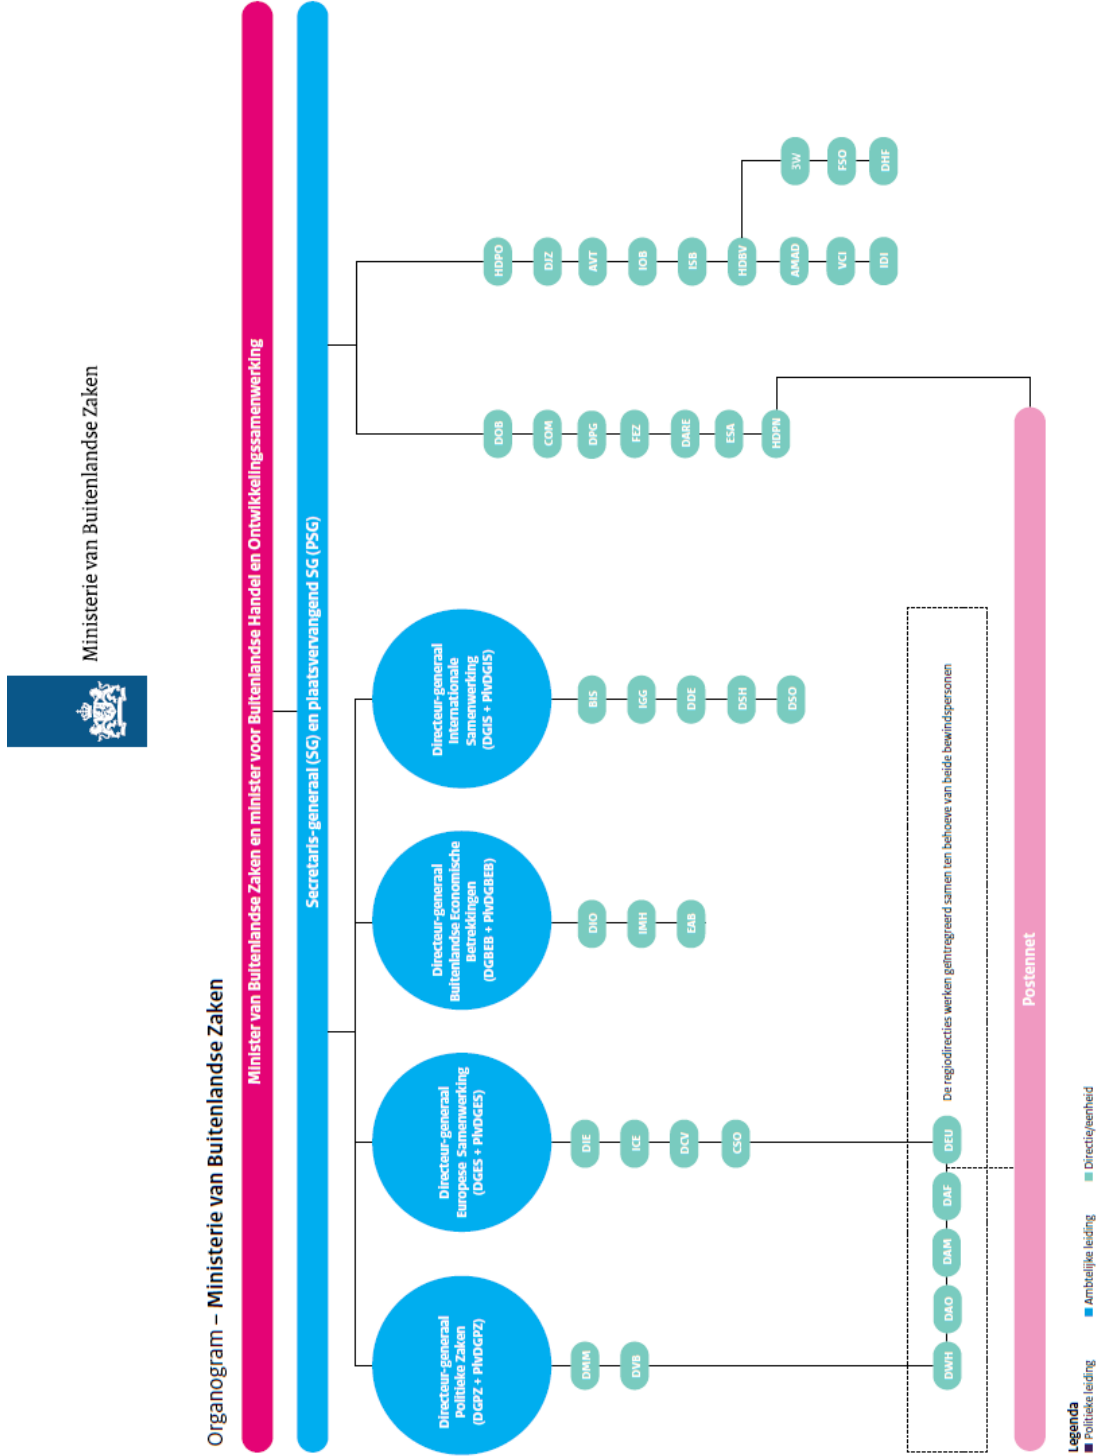 Ministerie van Buitenlandse Zaken
Organogram – Ministerie van Buitenlandse Zaken
Minister van Buitenlandse Zaken en minister voor Buitenlandse Handel en Ontwikkelingssamenwerking
Secretaris-generaal (SG) en plaatsvervangend SG (PSG)
Directeur-generaal
Politieke Zaken
(DGPZ + PlvDGPZ)
Directeur-generaal
Europese Samenwerking
(DGES + PlvDGES)
Directeur-generaal
Buitenlandse Economische
Betrekkingen
(DGBEB + PlvDGBEB)
Directeur-generaal
Internationale
Samenwerking
(DGIS + PlvDGIS)
DMM
DVB
DIE
ICE
DCV
CSO
DIO
IMH
EAB
BIS
IGG
DDE
DSH
DSO
DOB
COM
DPG
FEZ
DARE
ESA
HDPN
HDPO
DJZ
AVT
IOB
ISB
HDBV
AMAD
VCI
IDI
3W
FSO
DHF
DWH
DAO
DAM
DAF
DEU
De regiodirecties werken geïntregreerd samen ten behoeve van beide bewindspersonen
Postennet
Legenda
Politieke leiding
Ambtelijke leiding
Directie/eenheid